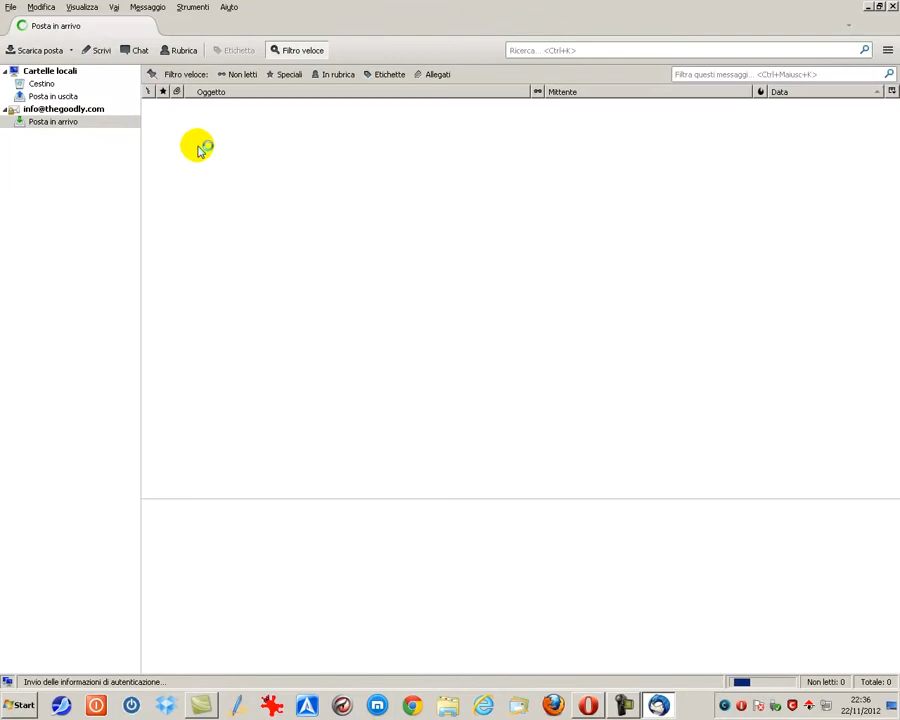 File Modifica Visualizza Vai Messaggio Strumenti Aiuto
Posta in arrivo
Scarica posta Scrivi Chat Rubrica Etichetta Filtro veloce Ricerca... <Ctrl+K>
Cartelle locali
Cestino
Posta in uscita
info@thegoodly.com
Posta in arrivo
Filtro veloce: Non letti Speciali In rubrica Etichette Allegati Filtra questi messaggi... <Ctrl+Maiusc+K>
Oggetto Mittente Data
Invio delle informazioni di autenticazione... Non letti: 0 Totale: 0
Start 22:36
22/11/2012